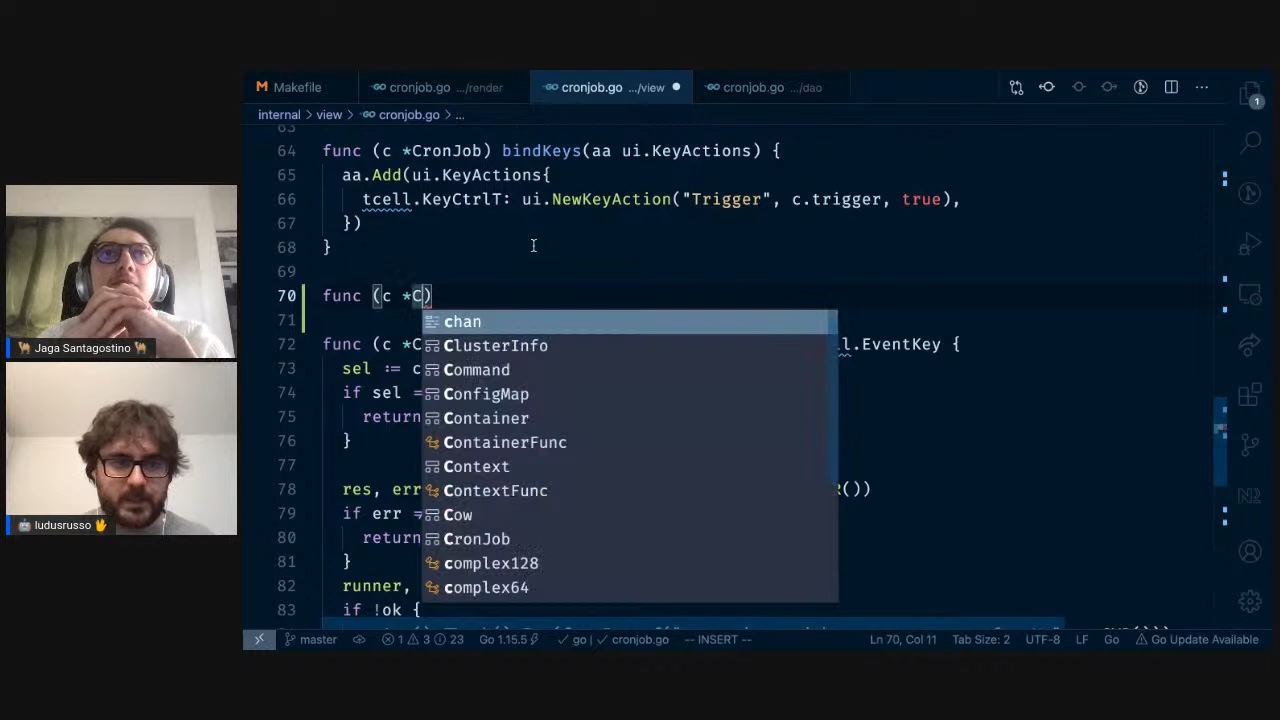 Makefile
cronjob.go .../render
cronjob.go .../view
cronjob.go .../dao
internal > view > cronjob.go > ...
1
63
64 func (c *CronJob) bindKeys(aa ui.KeyActions) {
65 aa.Add(ui.KeyActions{
66 tcell.KeyCtrlT: ui.NewKeyAction("Trigger", c.trigger, true),
67 })
68 }
69
70 func (c *C)
71
72 func (c *C l.EventKey {
73 sel := c
74 if sel =
75 return
76 }
77
78 res, err R())
79 if err =
80 return
81 }
82 runner,
83 if !ok {
chan
ClusterInfo
Command
ConfigMap
Container
ContainerFunc
Context
ContextFunc
Cow
CronJob
complex128
complex64
🐫 Jaga Santagostino 🐫
🤖 ludusrusso 🖖
master
1 3 23
Go 1.15.5
go | cronjob.go
-- INSERT --
Ln 70, Col 11
Tab Size: 2
UTF-8
LF
Go
Go Update Available